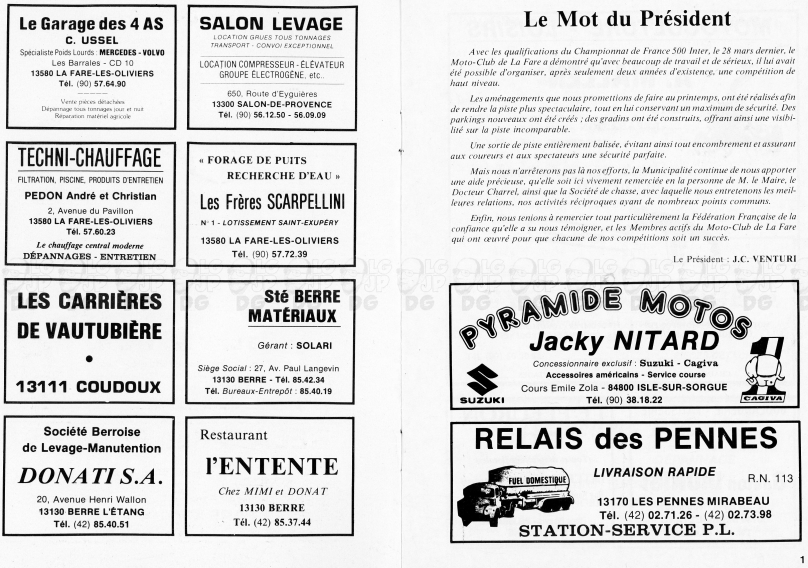 Le Garage des 4 AS
C. USSEL
Spécialiste Poids Lourds : MERCEDES - VOLVO
Les Barrales - CD 10
13580 LA FARE-LES-OLIVIERS
Tél. (90) 57.64.90
Vente pièces détachées
Dépannage tous tonnages jour et nuit
Réparation matériel agricole
SALON LEVAGE
LOCATION GRUES TOUS TONNAGES
TRANSPORT - CONVOI EXCEPTIONNEL
LOCATION COMPRESSEUR - ÉLÉVATEUR
GROUPE ÉLECTROGÈNE, etc..
650, Route d'Eyguières
13300 SALON-DE-PROVENCE
Tél. (90) 56.12.50 - 56.09.09
TECHNI-CHAUFFAGE
FILTRATION, PISCINE, PRODUITS D'ENTRETIEN
PEDON André et Christian
2, Avenue du Pavillon
13580 LA FARE-LES-OLIVIERS
Tél. 57.60.23
Le chauffage central moderne
DÉPANNAGES - ENTRETIEN
« FORAGE DE PUITS
RECHERCHE D'EAU »
Les Frères SCARPELLINI
N° 1 - LOTISSEMENT SAINT-EXUPÉRY
13580 LA FARE-LES-OLIVIERS
Tél. (90) 57.72.39
LES CARRIÈRES
DE VAUTUBIÈRE
•
13111 COUDOUX
Sté BERRE
MATÉRIAUX
Gérant : SOLARI
Siège Social : 27, Av. Paul Langevin
13130 BERRE - Tél. 85.42.34
Tél. Bureaux-Entrepôt : 85.40.19
Société Berroise
de Levage-Manutention
DONATI S.A.
20, Avenue Henri Wallon
13130 BERRE L'ÉTANG
Tél. (42) 85.40.51
Restaurant
l'ENTENTE
Chez MIMI et DONAT
13130 BERRE
Tél. (42) 85.37.44
Le Mot du Président
Avec les qualifications du Championnat de France 500 Inter, le 28 mars dernier, le
Moto-Club de La Fare a démontré qu'avec beaucoup de travail et de sérieux, il lui avait
été possible d'organiser, après seulement deux années d'existence, une compétition de
haut niveau.
Les aménagements que nous promettions de faire au printemps, ont été réalisés afin
de rendre la piste plus spectaculaire, tout en lui conservant un maximum de sécurité. Des
parkings nouveaux ont été créés ; des gradins ont été construits, offrant ainsi une visibi-
lité sur la piste incomparable.
Une sortie de piste entièrement balisée, évitant ainsi tout encombrement et assurant
aux coureurs et aux spectateurs une sécurité parfaite.
Mais nous n'arrêterons pas là nos efforts, la Municipalité continue de nous apporter
une aide précieuse, qu'elle soit ici vivement remerciée en la personne de M. le Maire, le
Docteur Charrel, ainsi que la Société de chasse, avec laquelle nous entretenons les meil-
leures relations, nos activités réciproques ayant de nombreux points communs.
Enfin, nous tenions à remercier tout particulièrement la Fédération Française de la
confiance qu'elle a su nous témoigner, et les Membres actifs du Moto-Club de La Fare
qui ont œuvré pour que chacune de nos compétitions soit un succès.
Le Président : J.C. VENTURI
PYRAMIDE MOTOS
Jacky NITARD
Concessionnaire exclusif : Suzuki - Cagiva
Accessoires américains - Service course
Cours Emile Zola - 84800 ISLE-SUR-SORGUE
Tél. (90) 38.18.22
SUZUKI
1
CAGIVA
RELAIS des PENNES
FUEL DOMESTIQUE
LIVRAISON RAPIDE
R.N. 113
13170 LES PENNES MIRABEAU
Tél. (42) 02.71.26 - (42) 02.73.98
STATION-SERVICE P.L.
1